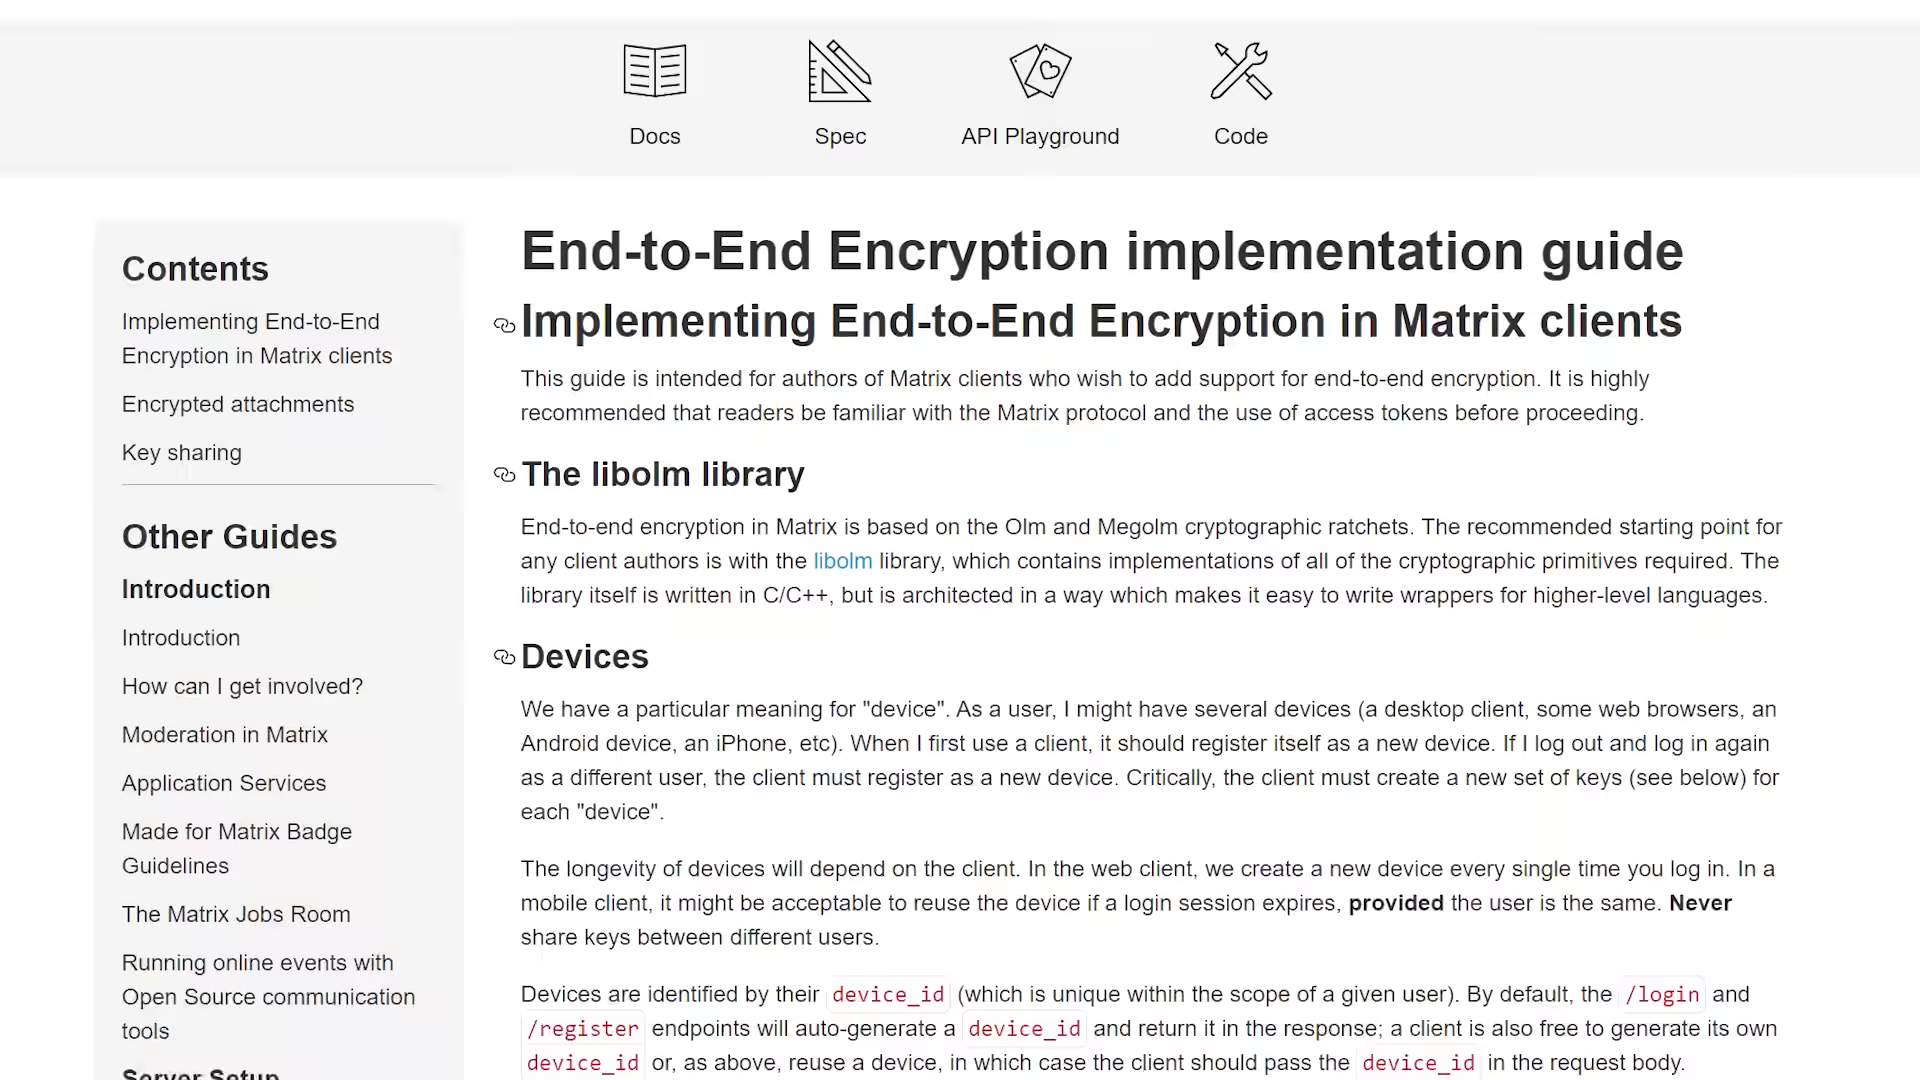 Docs
Spec
API Playground
Code
Contents
Implementing End-to-End
Encryption in Matrix clients
Encrypted attachments
Key sharing
Other Guides
Introduction
Introduction
How can I get involved?
Moderation in Matrix
Application Services
Made for Matrix Badge
Guidelines
The Matrix Jobs Room
Running online events with
Open Source communication
tools
Server Setup
End-to-End Encryption implementation guide
Implementing End-to-End Encryption in Matrix clients
This guide is intended for authors of Matrix clients who wish to add support for end-to-end encryption. It is highly
recommended that readers be familiar with the Matrix protocol and the use of access tokens before proceeding.
The libolm library
End-to-end encryption in Matrix is based on the Olm and Megolm cryptographic ratchets. The recommended starting point for
any client authors is with the libolm library, which contains implementations of all of the cryptographic primitives required. The
library itself is written in C/C++, but is architected in a way which makes it easy to write wrappers for higher-level languages.
Devices
We have a particular meaning for "device". As a user, I might have several devices (a desktop client, some web browsers, an
Android device, an iPhone, etc). When I first use a client, it should register itself as a new device. If I log out and log in again
as a different user, the client must register as a new device. Critically, the client must create a new set of keys (see below) for
each "device".
The longevity of devices will depend on the client. In the web client, we create a new device every single time you log in. In a
mobile client, it might be acceptable to reuse the device if a login session expires, provided the user is the same. Never
share keys between different users.
Devices are identified by their device_id (which is unique within the scope of a given user). By default, the /login and
/register endpoints will auto-generate a device_id and return it in the response; a client is also free to generate its own
device_id or, as above, reuse a device, in which case the client should pass the device_id in the request body.